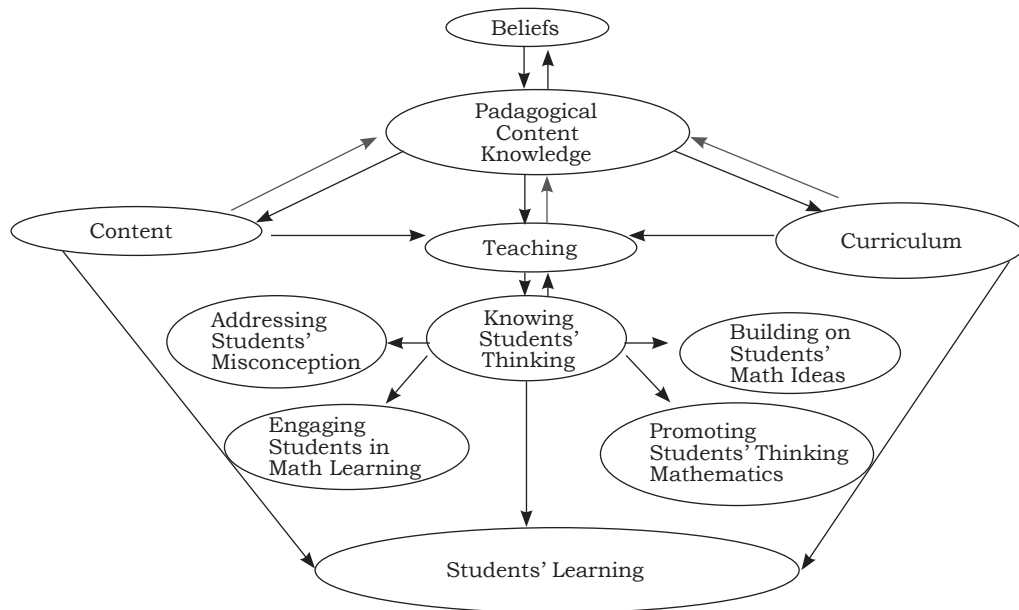 Beliefs
Padagogical
Content
Knowledge
Content
Teaching
Curriculum
Addressing
Students’
Misconception
Knowing
Students’
Thinking
Building on
Students’
Math Ideas
Engaging
Students in
Math Learning
Promoting
Students’ Thinking
Mathematics
Students’ Learning